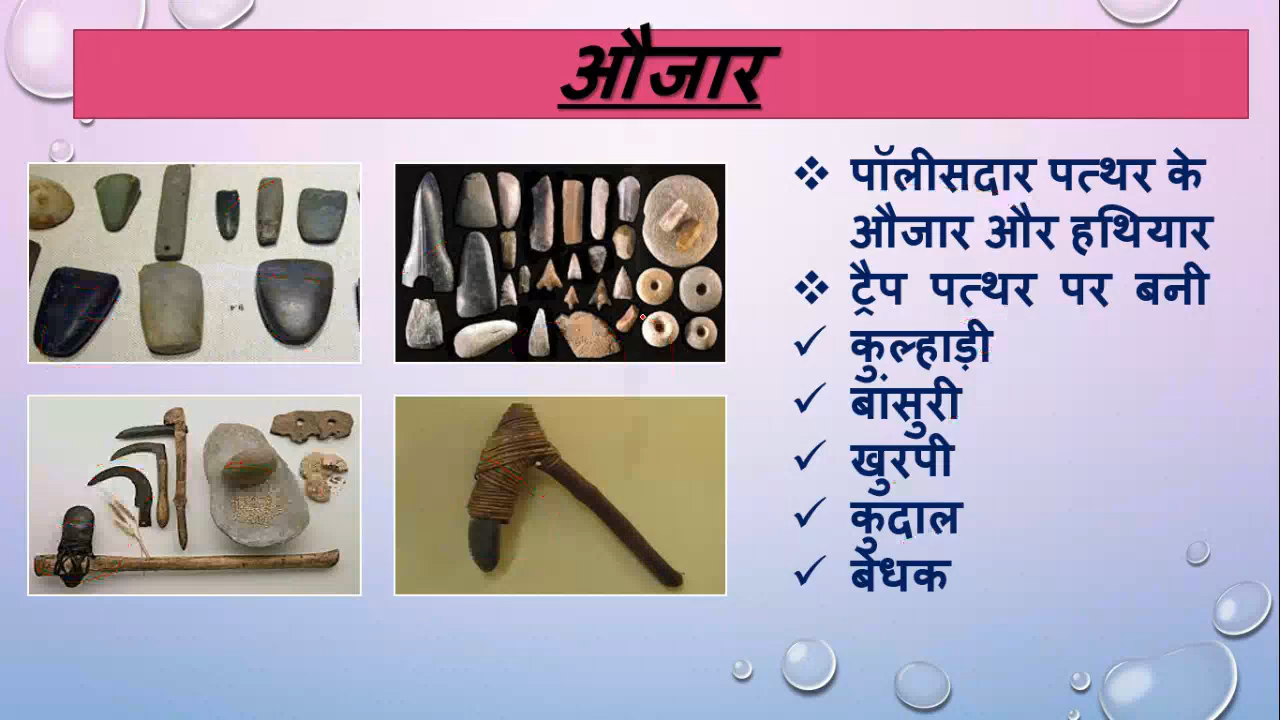 औजार
❖ पॉलीसदार पत्थर के
औजार और हथियार
❖ ट्रैप पत्थर पर बनी
✓ कुल्हाड़ी
✓ बांसुरी
✓ खुरपी
✓ कुदाल
✓ बेधक